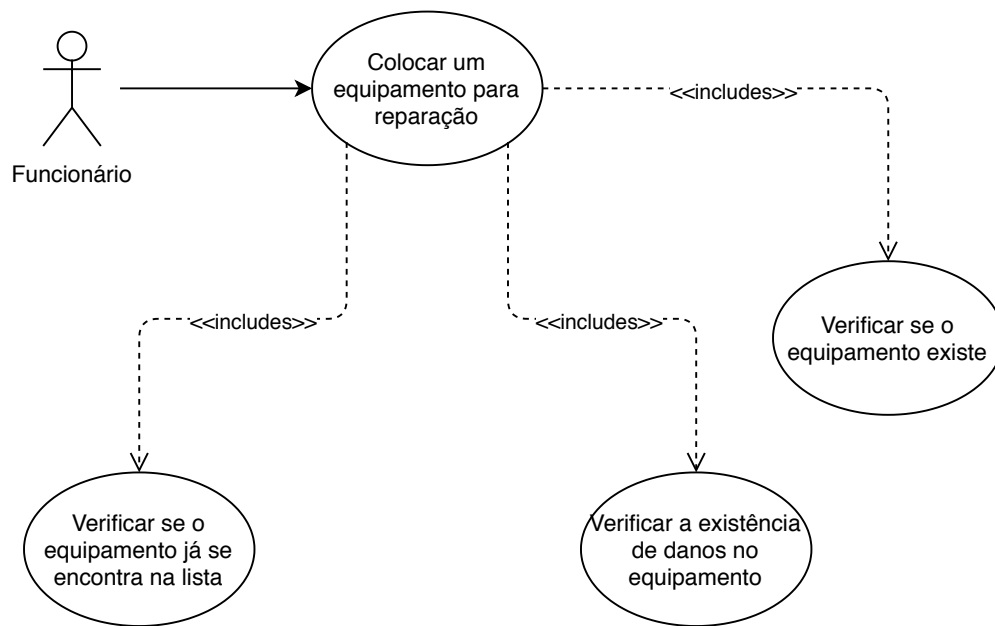 Colocar um
equipamento para
reparação
<<includes>>
Funcionário
<<includes>>
<<includes>>
Verificar se o
equipamento existe
Verificar se o
equipamento já se
encontra na lista
Verificar a existência
de danos no
equipamento